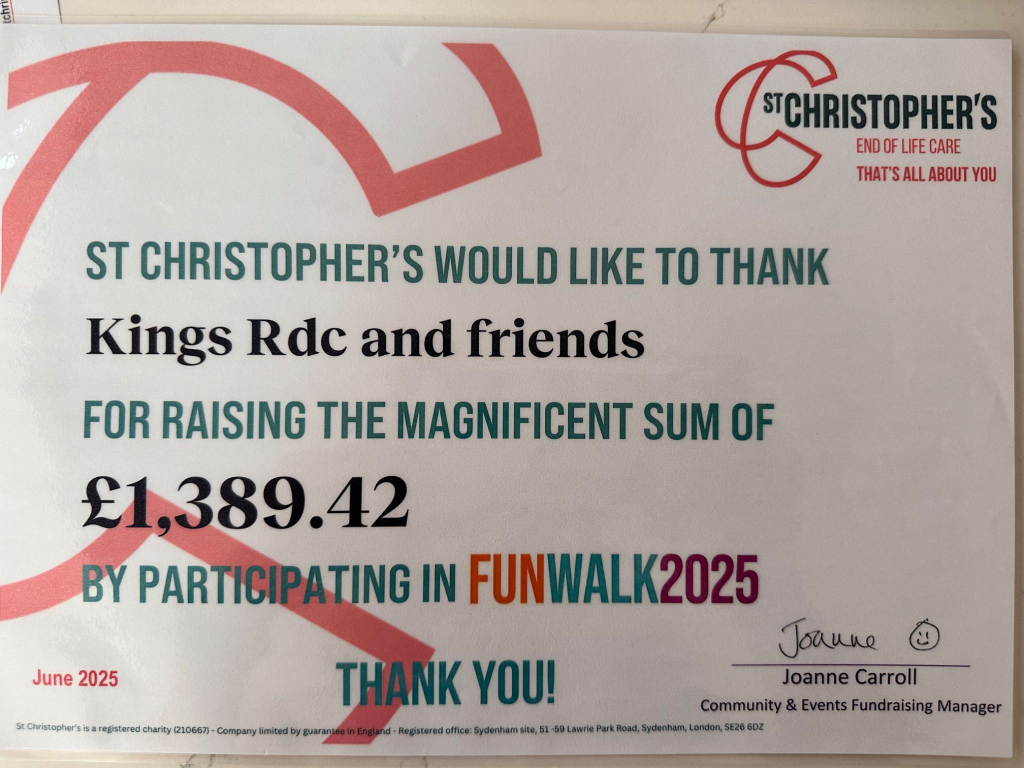 ST CHRISTOPHER'S
END OF LIFE CARE
THAT'S ALL ABOUT YOU
ST CHRISTOPHER'S WOULD LIKE TO THANK
Kings Rdc and friends
FOR RAISING THE MAGNIFICENT SUM OF
£1,389.42
BY PARTICIPATING IN FUNWALK2025
Joanne
June 2025
THANK YOU!
Joanne Carroll
Community & Events Fundraising Manager
St Christopher's is a registered charity (210667) - Company limited by guarantee in England - Registered office: Sydenham site, 51 -59 Lawrie Park Road, Sydenham, London, SE26 6DZ